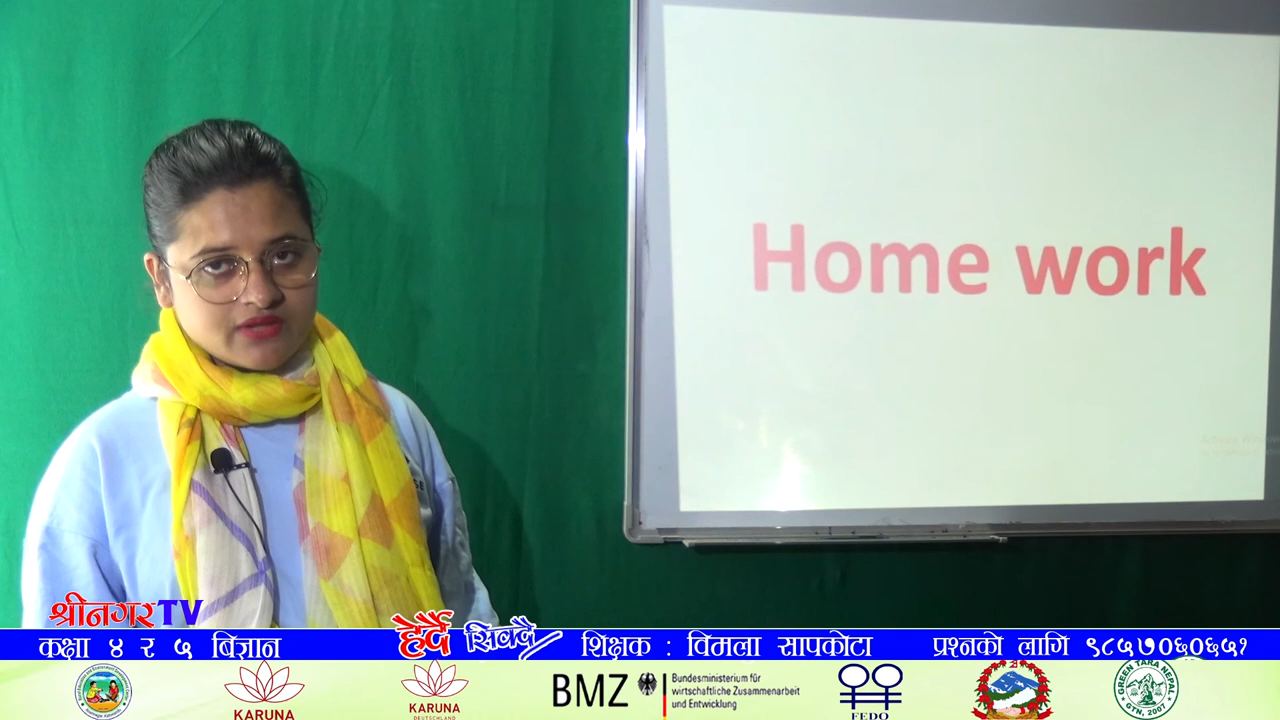 Home work
श्रीनगरTV
कक्षा ४ र ५ बिज्ञान
हेर्दै सिक्दै
शिक्षक : विमला सापकोटा
प्रश्नको लागि ९८५७०६०६५१
KARUNA
KARUNA
DEUTSCHLAND
BMZ
Bundesministerium für
wirtschaftliche Zusammenarbeit
und Entwicklung
FEDO
GREEN TARA NEPAL
GTN, 2007